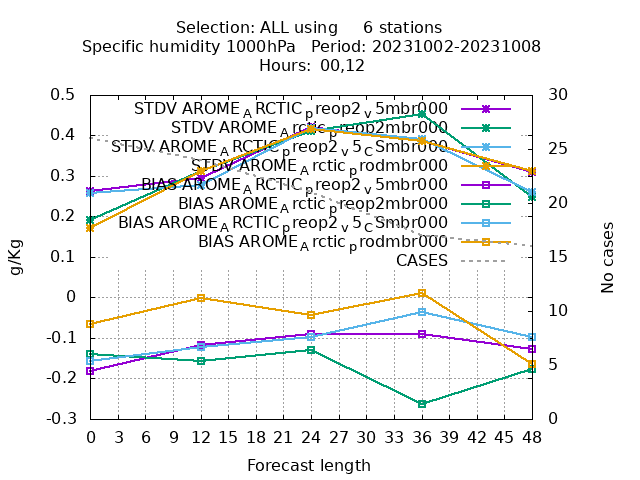 Selection: ALL using     6 stations
Specific humidity 1000hPa   Period: 20231002-20231008
Hours:  00,12
0.5
0.4
0.3
0.2
0.1
0
-0.1
-0.2
-0.3
g/Kg
STDV AROME_ARCTIC_preop2_v5mbr000
STDV AROME_Arctic_preop2mbr000
STDV AROME_ARCTIC_preop2_v5_CSmbr000
STDV AROME_Arctic_prodmbr000
BIAS AROME_ARCTIC_preop2_v5mbr000
BIAS AROME_Arctic_preop2mbr000
BIAS AROME_ARCTIC_preop2_v5_CSmbr000
BIAS AROME_Arctic_prodmbr000
CASES
30
25
20
15
10
5
0
No cases
0 3 6 9 12 15 18 21 24 27 30 33 36 39 42 45 48
Forecast length